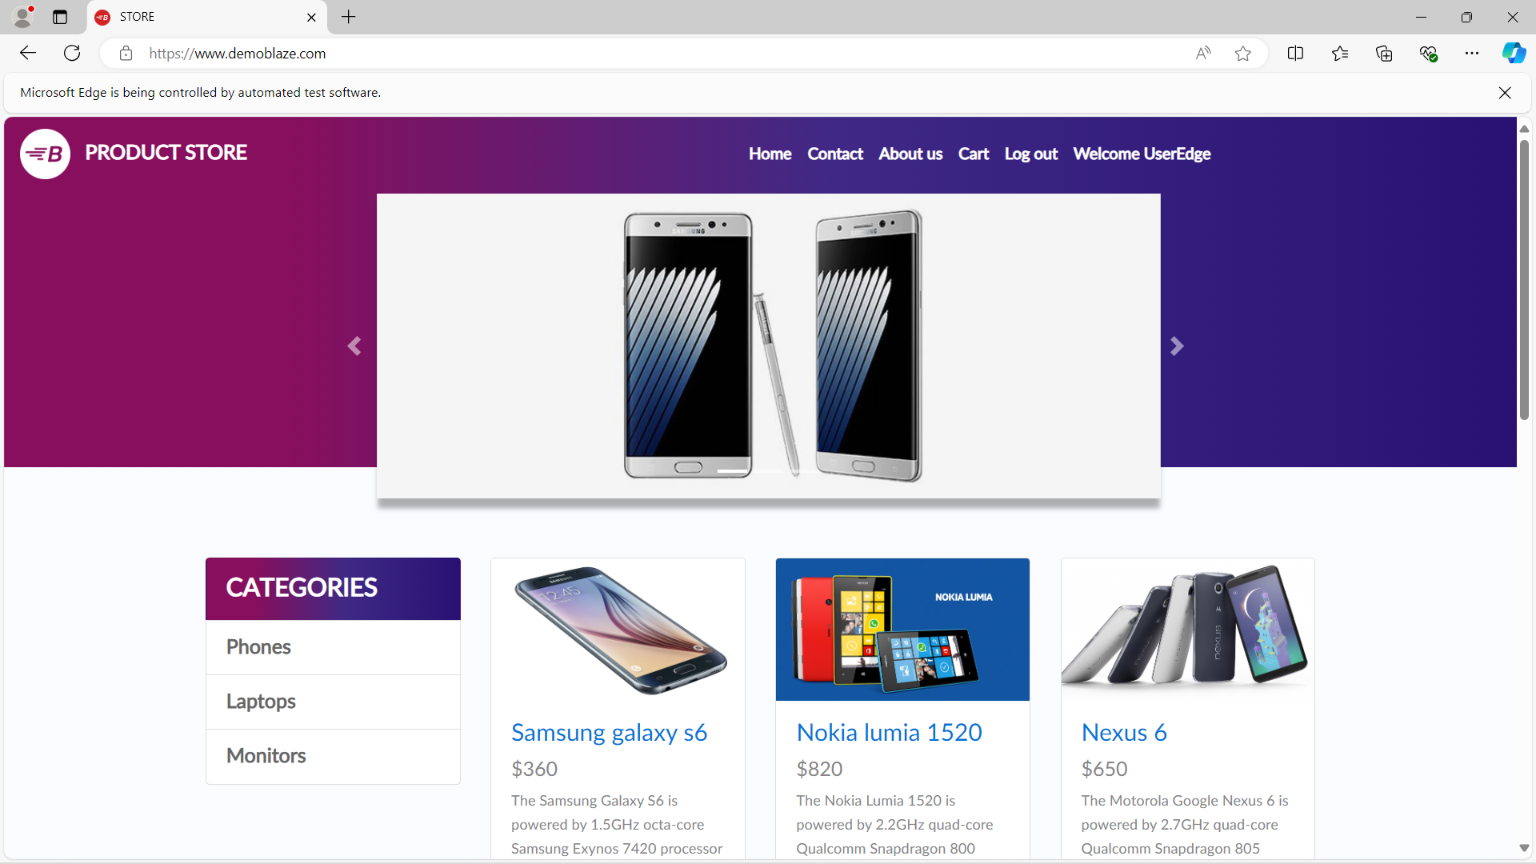 STORE
https://www.demoblaze.com
Microsoft Edge is being controlled by automated test software.
B PRODUCT STORE
Home Contact About us Cart Log out Welcome UserEdge
SAMSUNG
CATEGORIES
Phones
Laptops
Monitors
NOKIA LUMIA
nexus
Samsung galaxy s6
$360
The Samsung Galaxy S6 is
powered by 1.5GHz octa-core
Samsung Exynos 7420 processor
Nokia lumia 1520
$820
The Nokia Lumia 1520 is
powered by 2.2GHz quad-core
Qualcomm Snapdragon 800
Nexus 6
$650
The Motorola Google Nexus 6 is
powered by 2.7GHz quad-core
Qualcomm Snapdragon 805